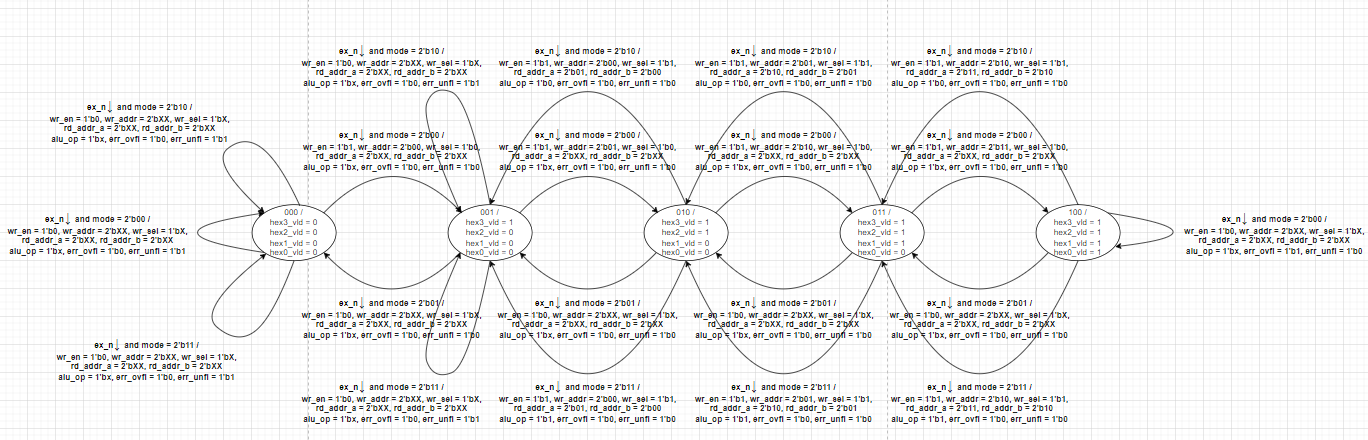 ex_n↓ and mode = 2'b10 /
wr_en = 1'b0, wr_addr = 2'bXX, wr_sel = 1'bX,
rd_addr_a = 2'bXX, rd_addr_b = 2'bXX
alu_op = 1'bx, err_ovfl = 1'b0, err_unfl = 1'b1
ex_n↓ and mode = 2'b10 /
wr_en = 1'b1, wr_addr = 2'b00, wr_sel = 1'b1,
rd_addr_a = 2'b01, rd_addr_b = 2'b00
alu_op = 1'b0, err_ovfl = 1'b0, err_unfl = 1'b0
ex_n↓ and mode = 2'b10 /
wr_en = 1'b1, wr_addr = 2'b01, wr_sel = 1'b1,
rd_addr_a = 2'b10, rd_addr_b = 2'b01
alu_op = 1'b0, err_ovfl = 1'b0, err_unfl = 1'b0
ex_n↓ and mode = 2'b10 /
wr_en = 1'b1, wr_addr = 2'b10, wr_sel = 1'b1,
rd_addr_a = 2'b11, rd_addr_b = 2'b10
alu_op = 1'b0, err_ovfl = 1'b0, err_unfl = 1'b0
ex_n↓ and mode = 2'b10 /
wr_en = 1'b0, wr_addr = 2'bXX, wr_sel = 1'bX,
rd_addr_a = 2'bXX, rd_addr_b = 2'bXX
alu_op = 1'bx, err_ovfl = 1'b0, err_unfl = 1'b1
ex_n↓ and mode = 2'b00 /
wr_en = 1'b1, wr_addr = 2'b00, wr_sel = 1'b0,
rd_addr_a = 2'bXX, rd_addr_b = 2'bXX
alu_op = 1'bx, err_ovfl = 1'b0, err_unfl = 1'b0
ex_n↓ and mode = 2'b00 /
wr_en = 1'b1, wr_addr = 2'b01, wr_sel = 1'b0,
rd_addr_a = 2'bXX, rd_addr_b = 2'bXX
alu_op = 1'bx, err_ovfl = 1'b0, err_unfl = 1'b0
ex_n↓ and mode = 2'b00 /
wr_en = 1'b1, wr_addr = 2'b10, wr_sel = 1'b0,
rd_addr_a = 2'bXX, rd_addr_b = 2'bXX
alu_op = 1'bx, err_ovfl = 1'b0, err_unfl = 1'b0
ex_n↓ and mode = 2'b00 /
wr_en = 1'b1, wr_addr = 2'b11, wr_sel = 1'b0,
rd_addr_a = 2'bXX, rd_addr_b = 2'bXX
alu_op = 1'bx, err_ovfl = 1'b0, err_unfl = 1'b0
ex_n↓ and mode = 2'b00 /
wr_en = 1'b0, wr_addr = 2'bXX, wr_sel = 1'bX,
rd_addr_a = 2'bXX, rd_addr_b = 2'bXX
alu_op = 1'bx, err_ovfl = 1'b0, err_unfl = 1'b1
000 /
hex3_vld = 0
hex2_vld = 0
hex1_vld = 0
hex0_vld = 0
001 /
hex3_vld = 1
hex2_vld = 0
hex1_vld = 0
hex0_vld = 0
010 /
hex3_vld = 1
hex2_vld = 1
hex1_vld = 0
hex0_vld = 0
011 /
hex3_vld = 1
hex2_vld = 1
hex1_vld = 1
hex0_vld = 0
100 /
hex3_vld = 1
hex2_vld = 1
hex1_vld = 1
hex0_vld = 1
ex_n↓ and mode = 2'b00 /
wr_en = 1'b0, wr_addr = 2'bXX, wr_sel = 1'bX,
rd_addr_a = 2'bXX, rd_addr_b = 2'bXX
alu_op = 1'bx, err_ovfl = 1'b1, err_unfl = 1'b0
ex_n↓ and mode = 2'b01 /
wr_en = 1'b0, wr_addr = 2'bXX, wr_sel = 1'bX,
rd_addr_a = 2'bXX, rd_addr_b = 2'bXX
alu_op = 1'bx, err_ovfl = 1'b0, err_unfl = 1'b0
ex_n↓ and mode = 2'b01 /
wr_en = 1'b0, wr_addr = 2'bXX, wr_sel = 1'bX,
rd_addr_a = 2'bXX, rd_addr_b = 2'bXX
alu_op = 1'bx, err_ovfl = 1'b0, err_unfl = 1'b0
ex_n↓ and mode = 2'b01 /
wr_en = 1'b0, wr_addr = 2'bXX, wr_sel = 1'bX,
rd_addr_a = 2'bXX, rd_addr_b = 2'bXX
alu_op = 1'bx, err_ovfl = 1'b0, err_unfl = 1'b0
ex_n↓ and mode = 2'b01 /
wr_en = 1'b0, wr_addr = 2'bXX, wr_sel = 1'bX,
rd_addr_a = 2'bXX, rd_addr_b = 2'bXX
alu_op = 1'bx, err_ovfl = 1'b0, err_unfl = 1'b0
ex_n↓ and mode = 2'b11 /
wr_en = 1'b0, wr_addr = 2'bXX, wr_sel = 1'bX,
rd_addr_a = 2'bXX, rd_addr_b = 2'bXX
alu_op = 1'bx, err_ovfl = 1'b0, err_unfl = 1'b1
ex_n↓ and mode = 2'b11 /
wr_en = 1'b0, wr_addr = 2'bXX, wr_sel = 1'bX,
rd_addr_a = 2'bXX, rd_addr_b = 2'bXX
alu_op = 1'bx, err_ovfl = 1'b0, err_unfl = 1'b1
ex_n↓ and mode = 2'b11 /
wr_en = 1'b1, wr_addr = 2'b00, wr_sel = 1'b1,
rd_addr_a = 2'b01, rd_addr_b = 2'b00
alu_op = 1'b1, err_ovfl = 1'b0, err_unfl = 1'b0
ex_n↓ and mode = 2'b11 /
wr_en = 1'b1, wr_addr = 2'b01, wr_sel = 1'b1,
rd_addr_a = 2'b10, rd_addr_b = 2'b01
alu_op = 1'b1, err_ovfl = 1'b0, err_unfl = 1'b0
ex_n↓ and mode = 2'b11 /
wr_en = 1'b1, wr_addr = 2'b10, wr_sel = 1'b1,
rd_addr_a = 2'b11, rd_addr_b = 2'b10
alu_op = 1'b1, err_ovfl = 1'b0, err_unfl = 1'b0